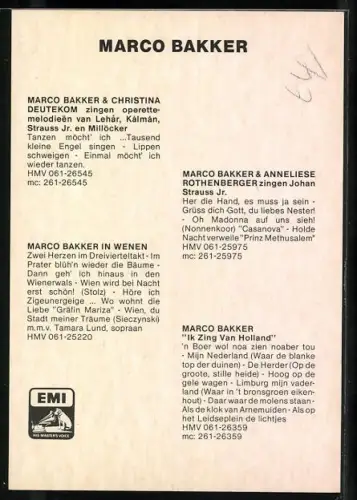 MARCO BAKKER
MARCO BAKKER & CHRISTINA
DEUTEKOM zingen operette-
melodieën van Lehár, Kálmán,
Strauss Jr. en Millöcker
Tanzen möcht' ich ...Tausend
kleine Engel singen - Lippen
schweigen - Einmal möcht' ich
wieder tanzen.
HMV 061-26545
mc: 261-26545
MARCO BAKKER IN WENEN
Zwei Herzen im Dreivierteltakt - Im
Prater blüh'n wieder die Bäume -
Dann geh' ich hinaus in den
Wienerwals - Wien wird bei Nacht
erst schön! (Stolz) - Höre ich
Zigeunergeige ... Wo wohnt die
Liebe "Gräfin Mariza" - Wien, du
Stadt meiner Träume (Sieczynski)
m.m.v. Tamara Lund, sopraan
HMV 061-25220
EMI
HIS MASTER'S VOICE
MARCO BAKKER & ANNELIESE
ROTHENBERGER zingen Johan
Strauss Jr.
Her die Hand, es muss ja sein -
Grüss dich Gott, du liebes Nester!
- Oh Madonna auf uns sieh!
(Nonnenkoor) "Casanova" - Holde
Nacht verweile "Prinz Methusalem"
HMV 061-25975
mc: 261-25975
MARCO BAKKER
"Ik Zing Van Holland"
'n Boer wol noa zien noaber tou
- Mijn Nederland (Waar de blanke
top der duinen) - De Herder (Op de
groote, stille heide) - Hoog op de
gele wagen - Limburg mijn vader-
land (Waar in 't bronsgroen eiken-
hout) - Daar waar de molens staan -
Als de klok van Arnemuiden - Als op
het Leidseplein de lichtjes
HMV 061-26359
mc: 261-26359